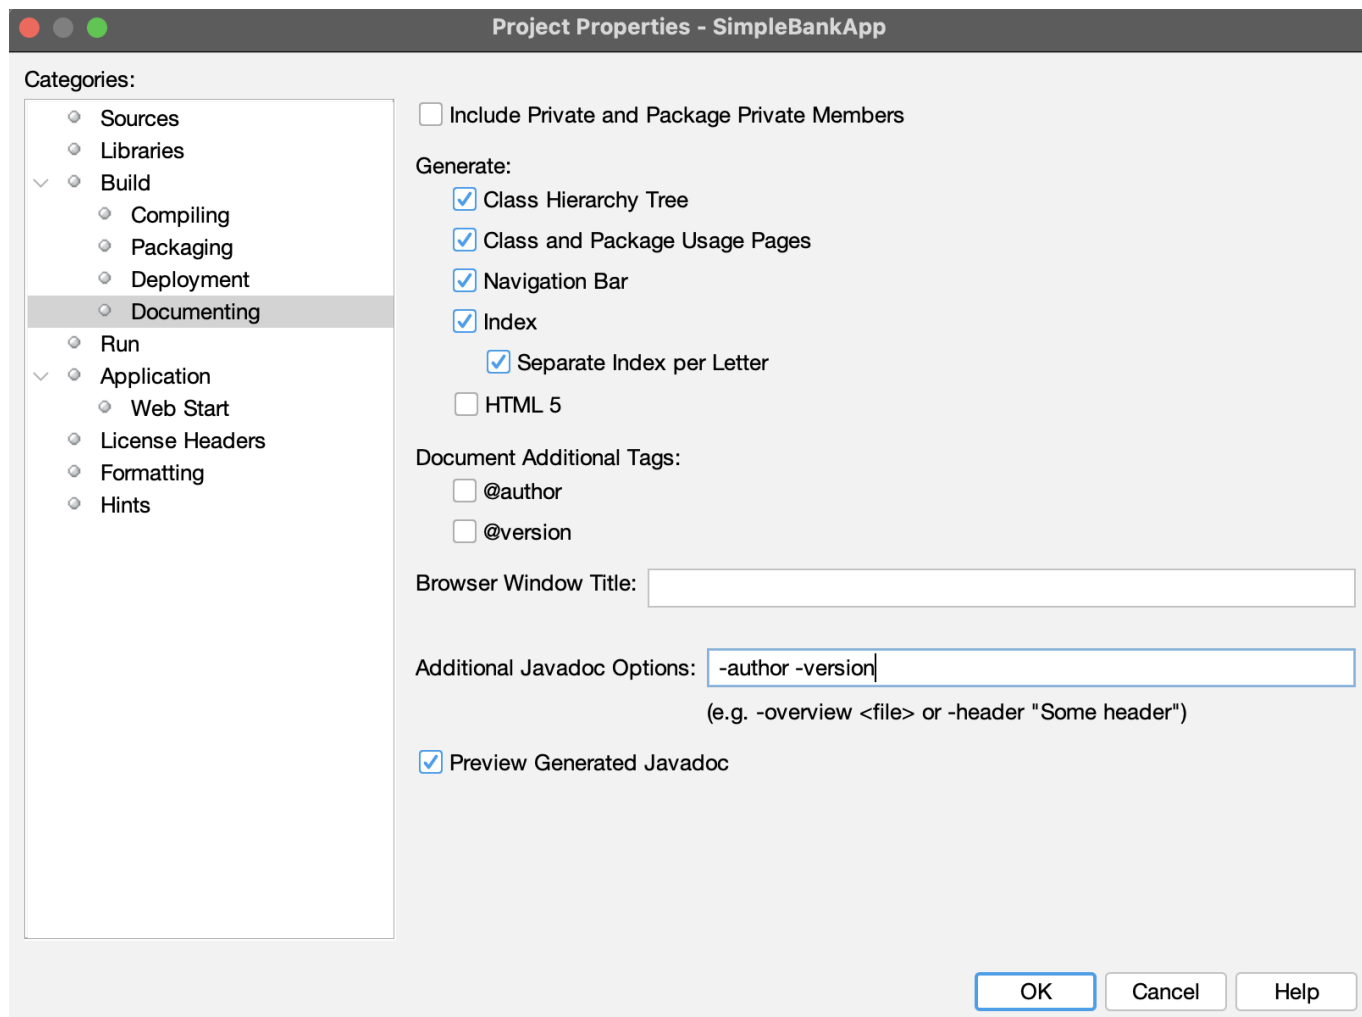 Project Properties - SimpleBankApp
Categories:
Sources
Libraries
Build
Compiling
Packaging
Deployment
Documenting
Run
Application
Web Start
License Headers
Formatting
Hints
Include Private and Package Private Members
Generate:
Class Hierarchy Tree
Class and Package Usage Pages
Navigation Bar
Index
Separate Index per Letter
HTML 5
Document Additional Tags:
@author
@version
Browser Window Title:
Additional Javadoc Options: -author -version
(e.g. -overview <file> or -header "Some header")
Preview Generated Javadoc
OK Cancel Help